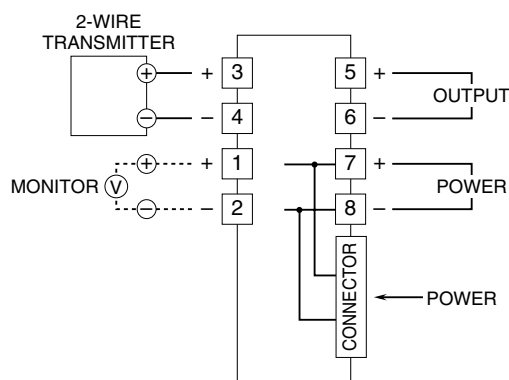 2-WIRE
TRANSMITTER
+ + 3 5 +
OUTPUT
− − 4 6 −
+ + 1 7 +
MONITOR V POWER
− − 2 8 −
CONNECTOR
POWER